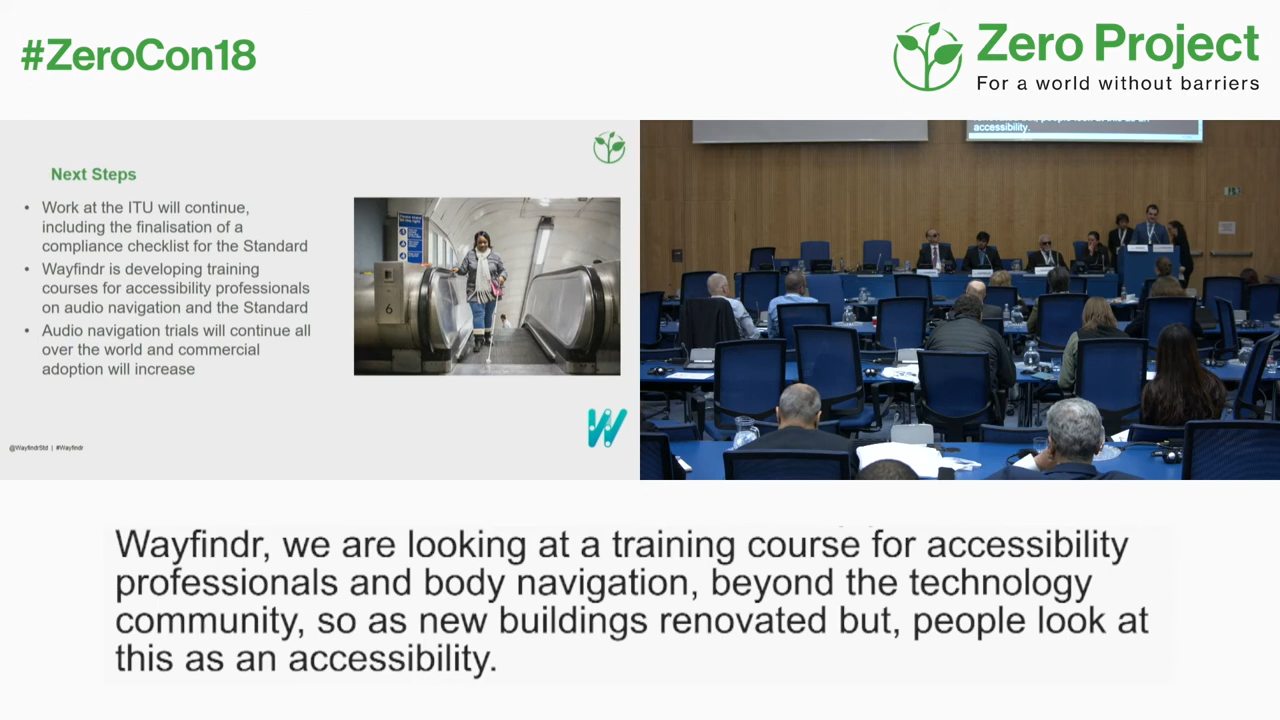 #ZeroCon18
Zero Project
For a world without barriers
Next Steps
• Work at the ITU will continue,
including the finalisation of a
compliance checklist for the Standard
• Wayfindr is developing training
courses for accessibility professionals
on audio navigation and the Standard
• Audio navigation trials will continue all
over the world and commercial
adoption will increase
6
@WayfindrStd | #Wayfindr
W
accessibility.
Wayfindr, we are looking at a training course for accessibility
professionals and body navigation, beyond the technology
community, so as new buildings renovated but, people look at
this as an accessibility.